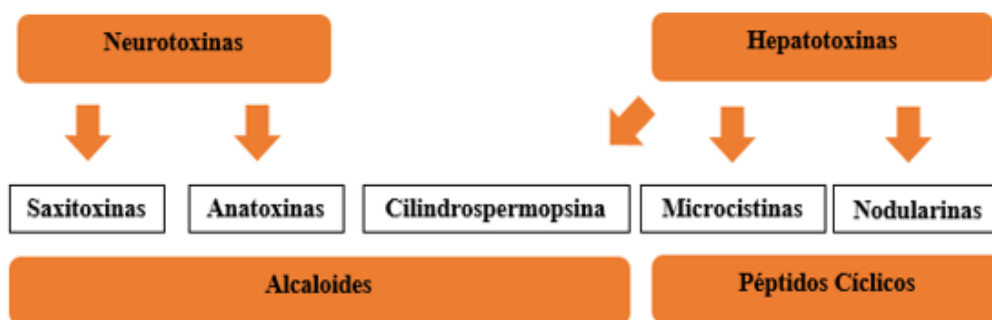 Neurotoxinas
Hepatotoxinas
Saxitoxinas
Anatoxinas
Cilindrospermopsina
Microcistinas
Nodularinas
Alcaloides
Péptidos Cíclicos